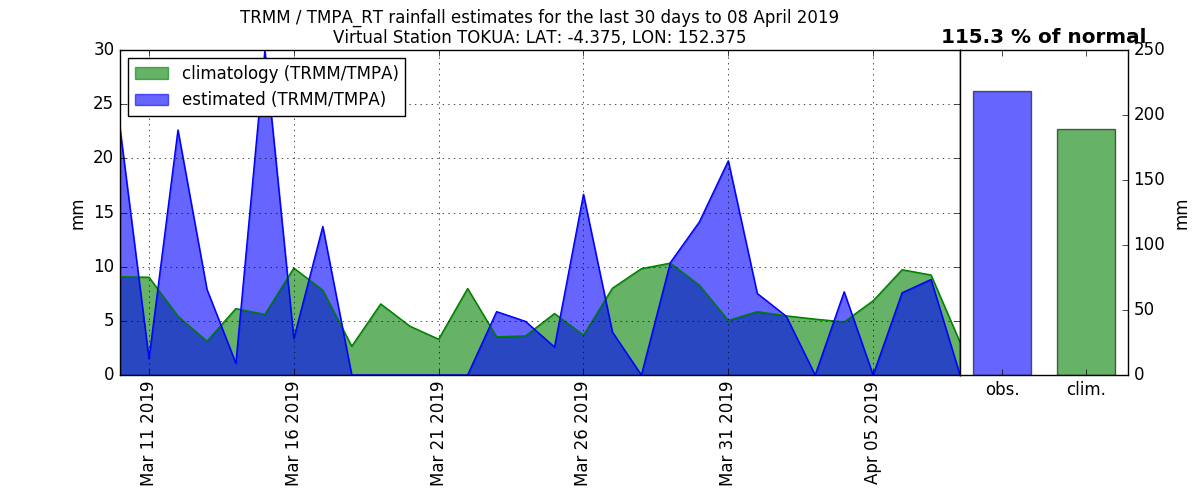 TRMM / TMPA_RT rainfall estimates for the last 30 days to 08 April 2019
Virtual Station TOKUA: LAT: -4.375, LON: 152.375
115.3 % of normal
climatology (TRMM/TMPA)
estimated (TRMM/TMPA)
30
25
20
15
10
5
0
mm
250
200
150
100
50
0
mm
Mar 11 2019
Mar 16 2019
Mar 21 2019
Mar 26 2019
Mar 31 2019
Apr 05 2019
obs.
clim.